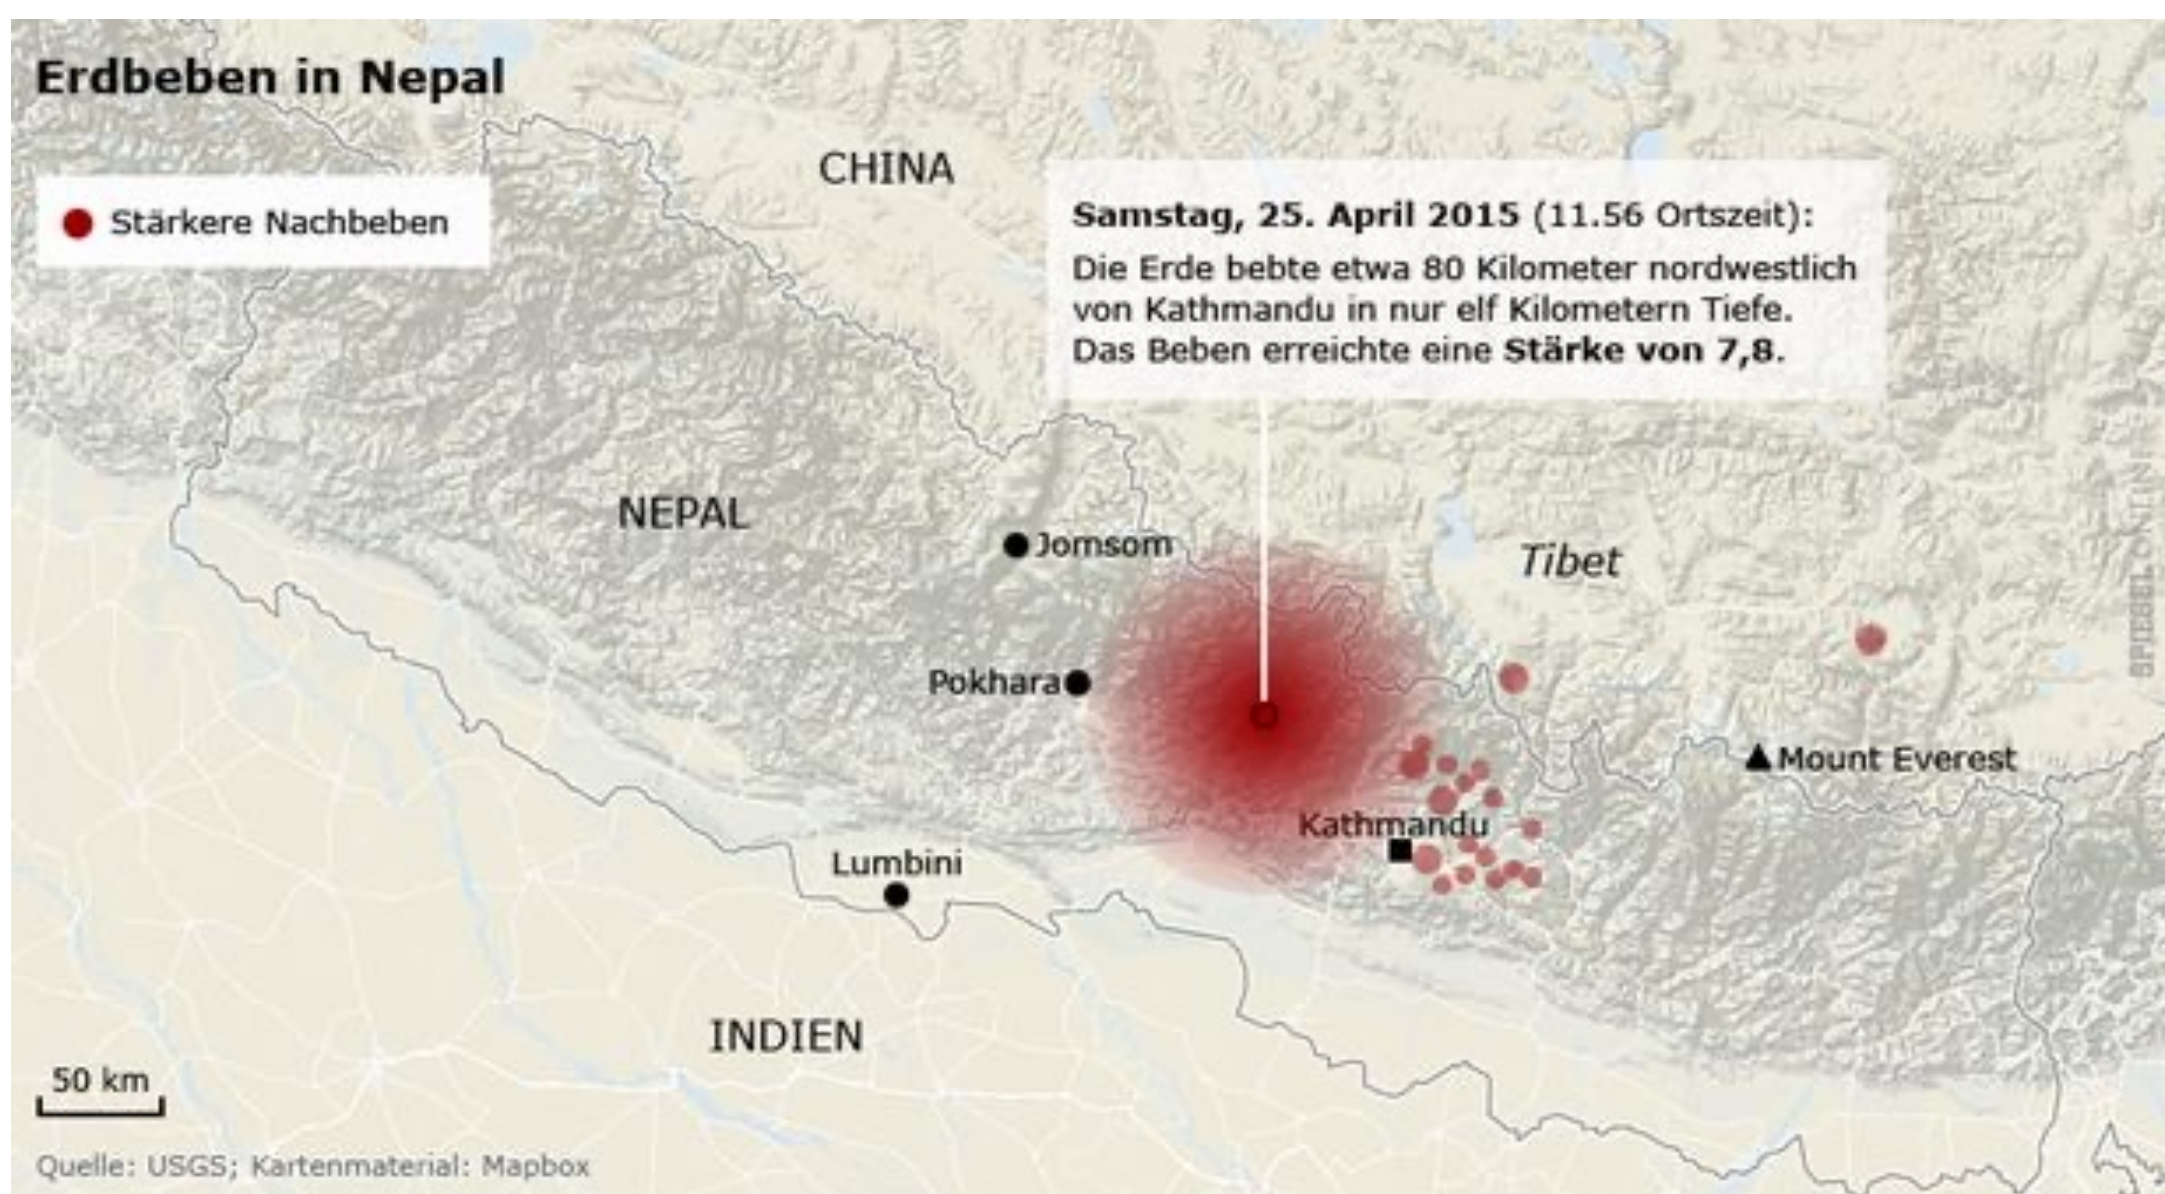 Erdbeben in Nepal
Stärkere Nachbeben
CHINA
Samstag, 25. April 2015 (11.56 Ortszeit):
Die Erde bebte etwa 80 Kilometer nordwestlich
von Kathmandu in nur elf Kilometern Tiefe.
Das Beben erreichte eine Stärke von 7,8.
NEPAL
Jomsom
Tibet
Pokhara
Mount Everest
Kathmandu
Lumbini
INDIEN
50 km
Quelle: USGS; Kartenmaterial: Mapbox
SPIEGEL ONLINE